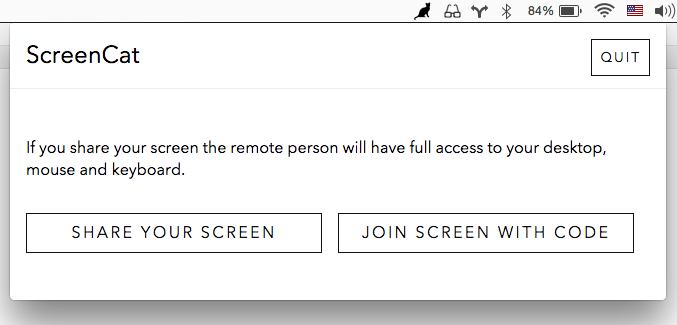 84%
ScreenCat
QUIT
If you share your screen the remote person will have full access to your desktop,
mouse and keyboard.
SHARE YOUR SCREEN
JOIN SCREEN WITH CODE